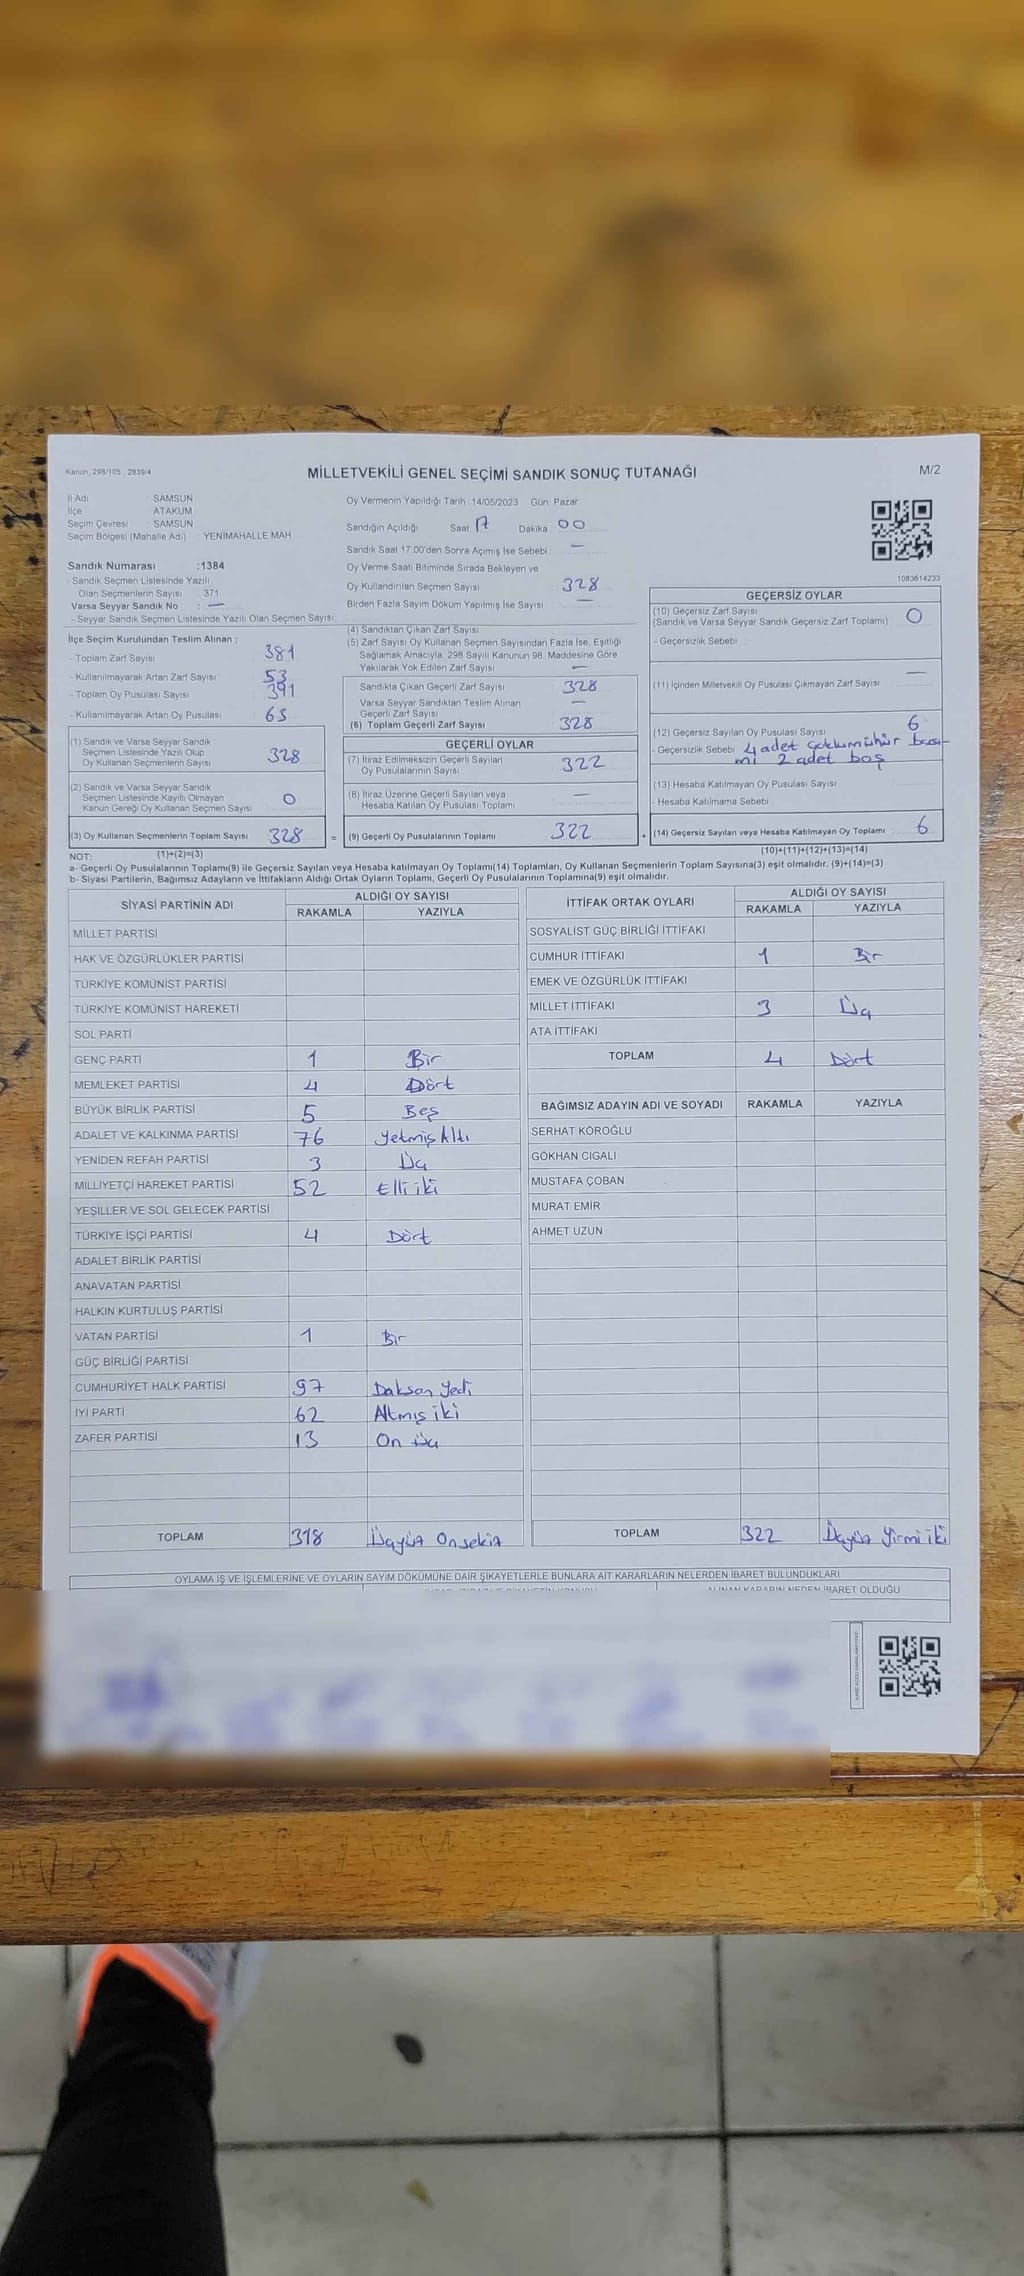 Kanun, 298/105 , 2839/4
MİLLETVEKİLİ GENEL SEÇİMİ SANDIK SONUÇ TUTANAĞI
M/2
İl Adı : SAMSUN
İlçe : ATAKUM
Seçim Çevresi : SAMSUN
Seçim Bölgesi (Mahalle Adı) : YENİMAHALLE MAH
Sandık Numarası :1384
- Sandık Seçmen Listesinde Yazılı
Olan Seçmenlerin Sayısı : 371
Varsa Seyyar Sandık No : —
- Seyyar Sandık Seçmen Listesinde Yazılı Olan Seçmen Sayısı:
Oy Vermenin Yapıldığı Tarih :14/05/2023 Gün: Pazar
Sandığın Açıldığı Saat: 17 Dakika: 00
Sandık Saat 17.00'den Sonra Açımış İse Sebebi : —
Oy Verme Saati Bitiminde Sırada Bekleyen ve
Oy Kullandırılan Seçmen Sayısı : 328
Birden Fazla Sayım Döküm Yapılmış İse Sayısı : —
1083614233
İlçe Seçim Kurulundan Teslim Alınan ;
- Toplam Zarf Sayısı : 381
- Kullanılmayarak Artan Zarf Sayısı : 53
- Toplam Oy Pusulası Sayısı : 391
- Kullanılmayarak Artan Oy Pusulası : 63
(1) Sandık ve Varsa Seyyar Sandık
Seçmen Listesinde Yazılı Olup
Oy Kullanan Seçmenlerin Sayısı : 328
(2) Sandık ve Varsa Seyyar Sandık
Seçmen Listesinde Kayıtlı Olmayan
Kanun Gereği Oy Kullanan Seçmen Sayısı : 0
(3) Oy Kullanan Seçmenlerin Toplam Sayısı : 328
(1)+(2)=(3)
(4) Sandıktan Çıkan Zarf Sayısı :
(5) Zarf Sayısı Oy Kullanan Seçmen Sayısından Fazla İse, Eşitliği
Sağlamak Amacıyla, 298 Sayılı Kanunun 98. Maddesine Göre
Yakılarak Yok Edilen Zarf Sayısı : —
Sandıkta Çıkan Geçerli Zarf Sayısı : 328
Varsa Seyyar Sandıktan Teslim Alınan
Geçerli Zarf Sayısı : —
(6) Toplam Geçerli Zarf Sayısı : 328
GEÇERLİ OYLAR
(7) İtiraz Edilmeksizin Geçerli Sayılan
Oy Pusulalarının Sayısı : 322
(8) İtiraz Üzerine Geçerli Sayılan veya
Hesaba Katılan Oy Pusulası Toplamı : —
= (9) Geçerli Oy Pusulalarının Toplamı : 322 +
GEÇERSİZ OYLAR
(10) Geçersiz Zarf Sayısı
(Sandık ve Varsa Seyyar Sandık Geçersiz Zarf Toplamı) : 0
- Geçersizlik Sebebi :
(11) İçinden Milletvekili Oy Pusulası Çıkmayan Zarf Sayısı : —
(12) Geçersiz Sayılan Oy Pusulası Sayısı : 6
- Geçersizlik Sebebi : 4 adet çoklu mühür bası-
mı 2 adet boş
(13) Hesaba Katılmayan Oy Pusulası Sayısı :
- Hesaba Katılmama Sebebi :
(14) Geçersiz Sayılan veya Hesaba Katılmayan Oy Toplamı : 6
(10)+(11)+(12)+(13)=(14)
NOT:
a- Geçerli Oy Pusulalarının Toplamı(9) ile Geçersiz Sayılan veya Hesaba katılmayan Oy Toplamı(14) Toplamları, Oy Kullanan Seçmenlerin Toplam Sayısına(3) eşit olmalıdır. (9)+(14)=(3)
b- Siyasi Partilerin, Bağımsız Adayların ve İttifakların Aldığı Ortak Oyların Toplamı, Geçerli Oy Pusulalarının Toplamına(9) eşit olmalıdır.
SİYASİ PARTİNİN ADI ALDIĞI OY SAYISI
RAKAMLA YAZIYLA
MİLLET PARTİSİ
HAK VE ÖZGÜRLÜKLER PARTİSİ
TÜRKİYE KOMÜNİST PARTİSİ
TÜRKİYE KOMÜNİST HAREKETİ
SOL PARTİ
GENÇ PARTİ 1 Bir
MEMLEKET PARTİSİ 4 Dört
BÜYÜK BİRLİK PARTİSİ 5 Beş
ADALET VE KALKINMA PARTİSİ 76 Yetmiş Altı
YENİDEN REFAH PARTİSİ 3 Üç
MİLLİYETÇİ HAREKET PARTİSİ 52 Elli iki
YEŞİLLER VE SOL GELECEK PARTİSİ
TÜRKİYE İŞÇİ PARTİSİ 4 Dört
ADALET BİRLİK PARTİSİ
ANAVATAN PARTİSİ
HALKIN KURTULUŞ PARTİSİ
VATAN PARTİSİ 1 Bir
GÜÇ BİRLİĞİ PARTİSİ
CUMHURİYET HALK PARTİSİ 97 Doksan Yedi
İYİ PARTİ 62 Altmış iki
ZAFER PARTİSİ 13 On üç
TOPLAM 318 Üçyüz Onsekiz
İTTİFAK ORTAK OYLARI ALDIĞI OY SAYISI
RAKAMLA YAZIYLA
SOSYALİST GÜÇ BİRLİĞİ İTTİFAKI
CUMHUR İTTİFAKI 1 Bir
EMEK VE ÖZGÜRLÜK İTTİFAKI
MİLLET İTTİFAKI 3 Üç
ATA İTTİFAKI
TOPLAM 4 Dört
BAĞIMSIZ ADAYIN ADI VE SOYADI RAKAMLA YAZIYLA
SERHAT KÖROĞLU
GÖKHAN CIGALI
MUSTAFA ÇOBAN
MURAT EMİR
AHMET UZUN
TOPLAM 322 Üçyüz Yirmi iki
OYLAMA İŞ VE İŞLEMLERİNE VE OYLARIN SAYIM DÖKÜMÜNE DAİR ŞİKAYETLERLE BUNLARA AİT KARARLARIN NELERDEN İBARET BULUNDUKLARI
ALINAN KARARIN NEDEN İBARET OLDUĞU